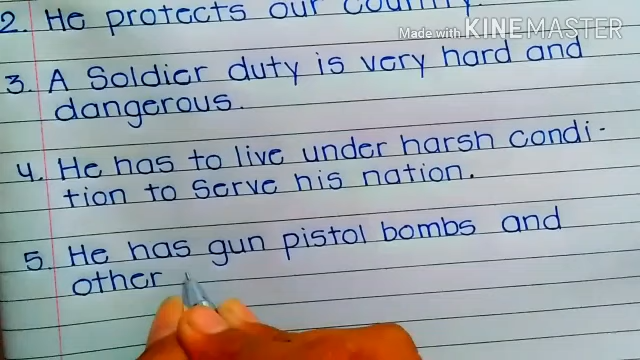 2. He protects our country.
Made with KINEMASTER
3. A Soldier duty is very hard and
dangerous.
4. He has to live under harsh condi-
tion to serve his nation.
5. He has gun pistol bombs and
other